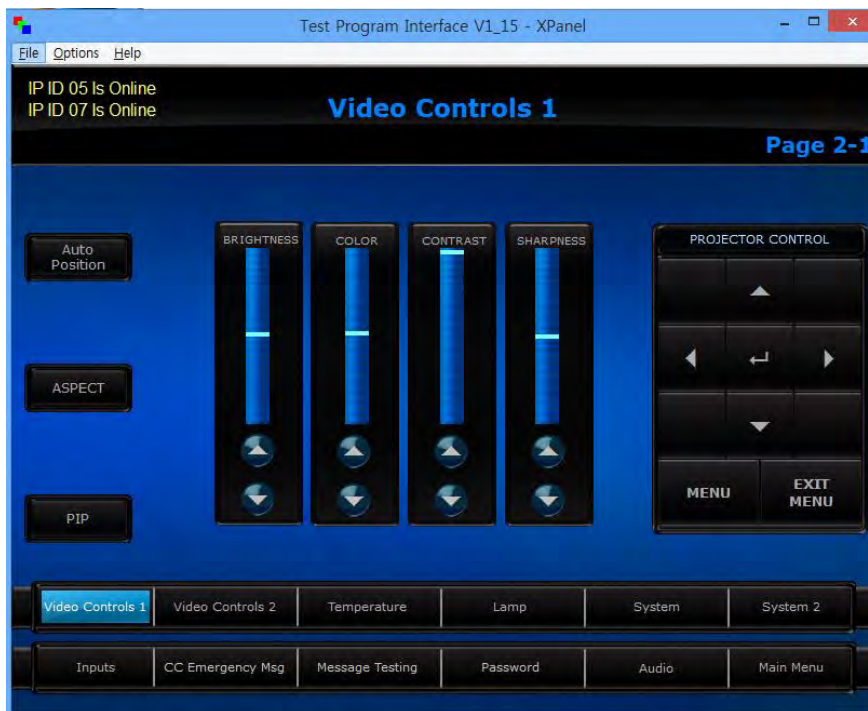 Test Program Interface V1_15 - XPanel
File Options Help
IP ID 05 Is Online
IP ID 07 Is Online
Video Controls 1
Page 2-1
Auto
Position
ASPECT
PIP
BRIGHTNESS
COLOR
CONTRAST
SHARPNESS
PROJECTOR CONTROL
MENU
EXIT
MENU
Video Controls 1 Video Controls 2 Temperature Lamp System System 2
Inputs CC Emergency Msg Message Testing Password Audio Main Menu